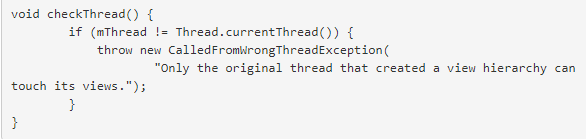 void checkThread() {
        if (mThread != Thread.currentThread()) {
            throw new CalledFromWrongThreadException(
                    "Only the original thread that created a view hierarchy can
touch its views.");
        }
}